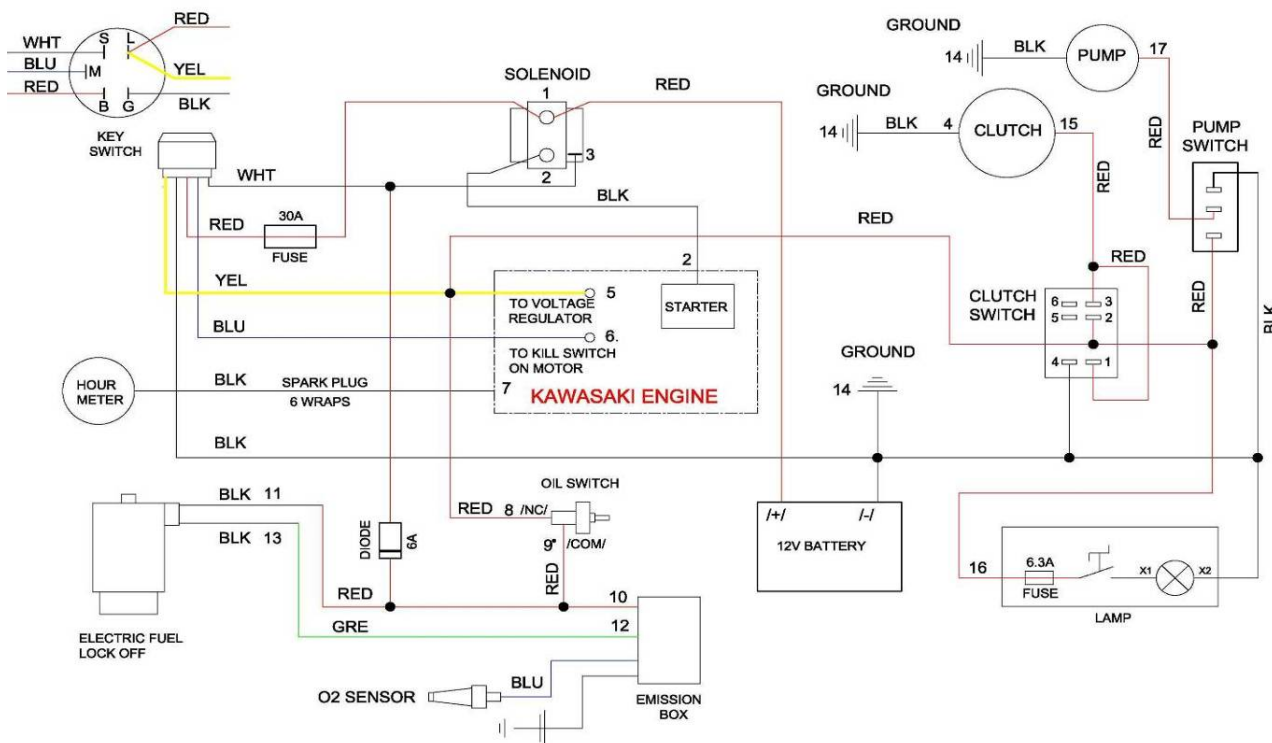 RED
WHT
S
L
BLU
M
YEL
RED
B
G
BLK
KEY
SWITCH
SOLENOID
1
RED
3
2
WHT
BLK
RED
30A
FUSE
RED
YEL
BLU
2
5
TO VOLTAGE
REGULATOR
STARTER
6.
TO KILL SWITCH
ON MOTOR
7
KAWASAKI ENGINE
HOUR
METER
BLK
SPARK PLUG
6 WRAPS
BLK
GROUND
BLK
14
PUMP
17
GROUND
14
BLK
4
CLUTCH
15
RED
RED
PUMP
SWITCH
RED
RED
BLK
CLUTCH
SWITCH
6
3
5
2
4
1
GROUND
14
/+/
/-/
12V BATTERY
BLK
11
BLK
13
ELECTRIC FUEL
LOCK OFF
DIODE
6A
OIL SWITCH
RED
8
/NC/
9*
/COM/
RED
RED
10
GRE
12
O2 SENSOR
BLU
EMISSION
BOX
16
6.3A
FUSE
X1
X2
LAMP